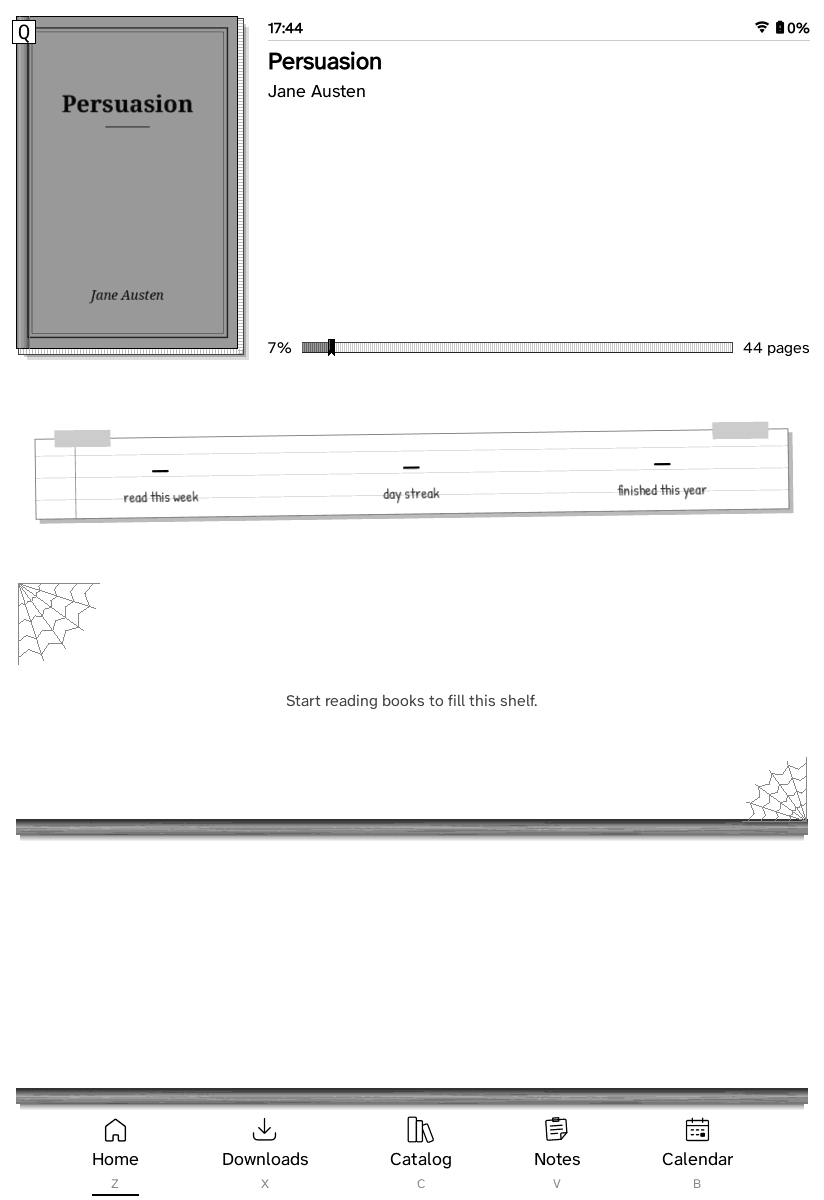 Q
17:44
0%
Persuasion
Jane Austen
Persuasion
Jane Austen
7%
44 pages
—
—
—
read this week
day streak
finished this year
Start reading books to fill this shelf.
Home
Downloads
Catalog
Notes
Calendar
Z
X
C
V
B